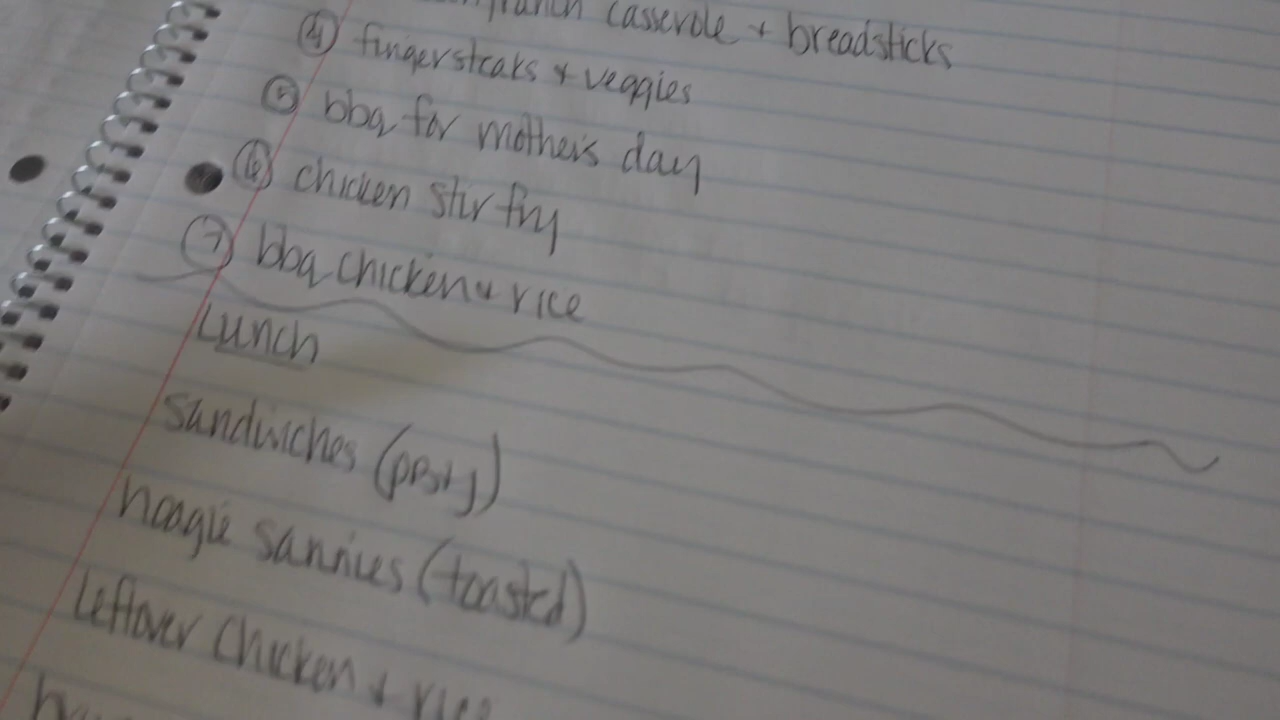 ranch casserole + breadsticks
④ fingersteaks + veggies
⑤ bbq for mother's day
⑥ chicken stir fry
⑦ bbq chicken + rice
Lunch
sandwiches (PB+J)
hoagie sannies (toasted)
leftover chicken + rice